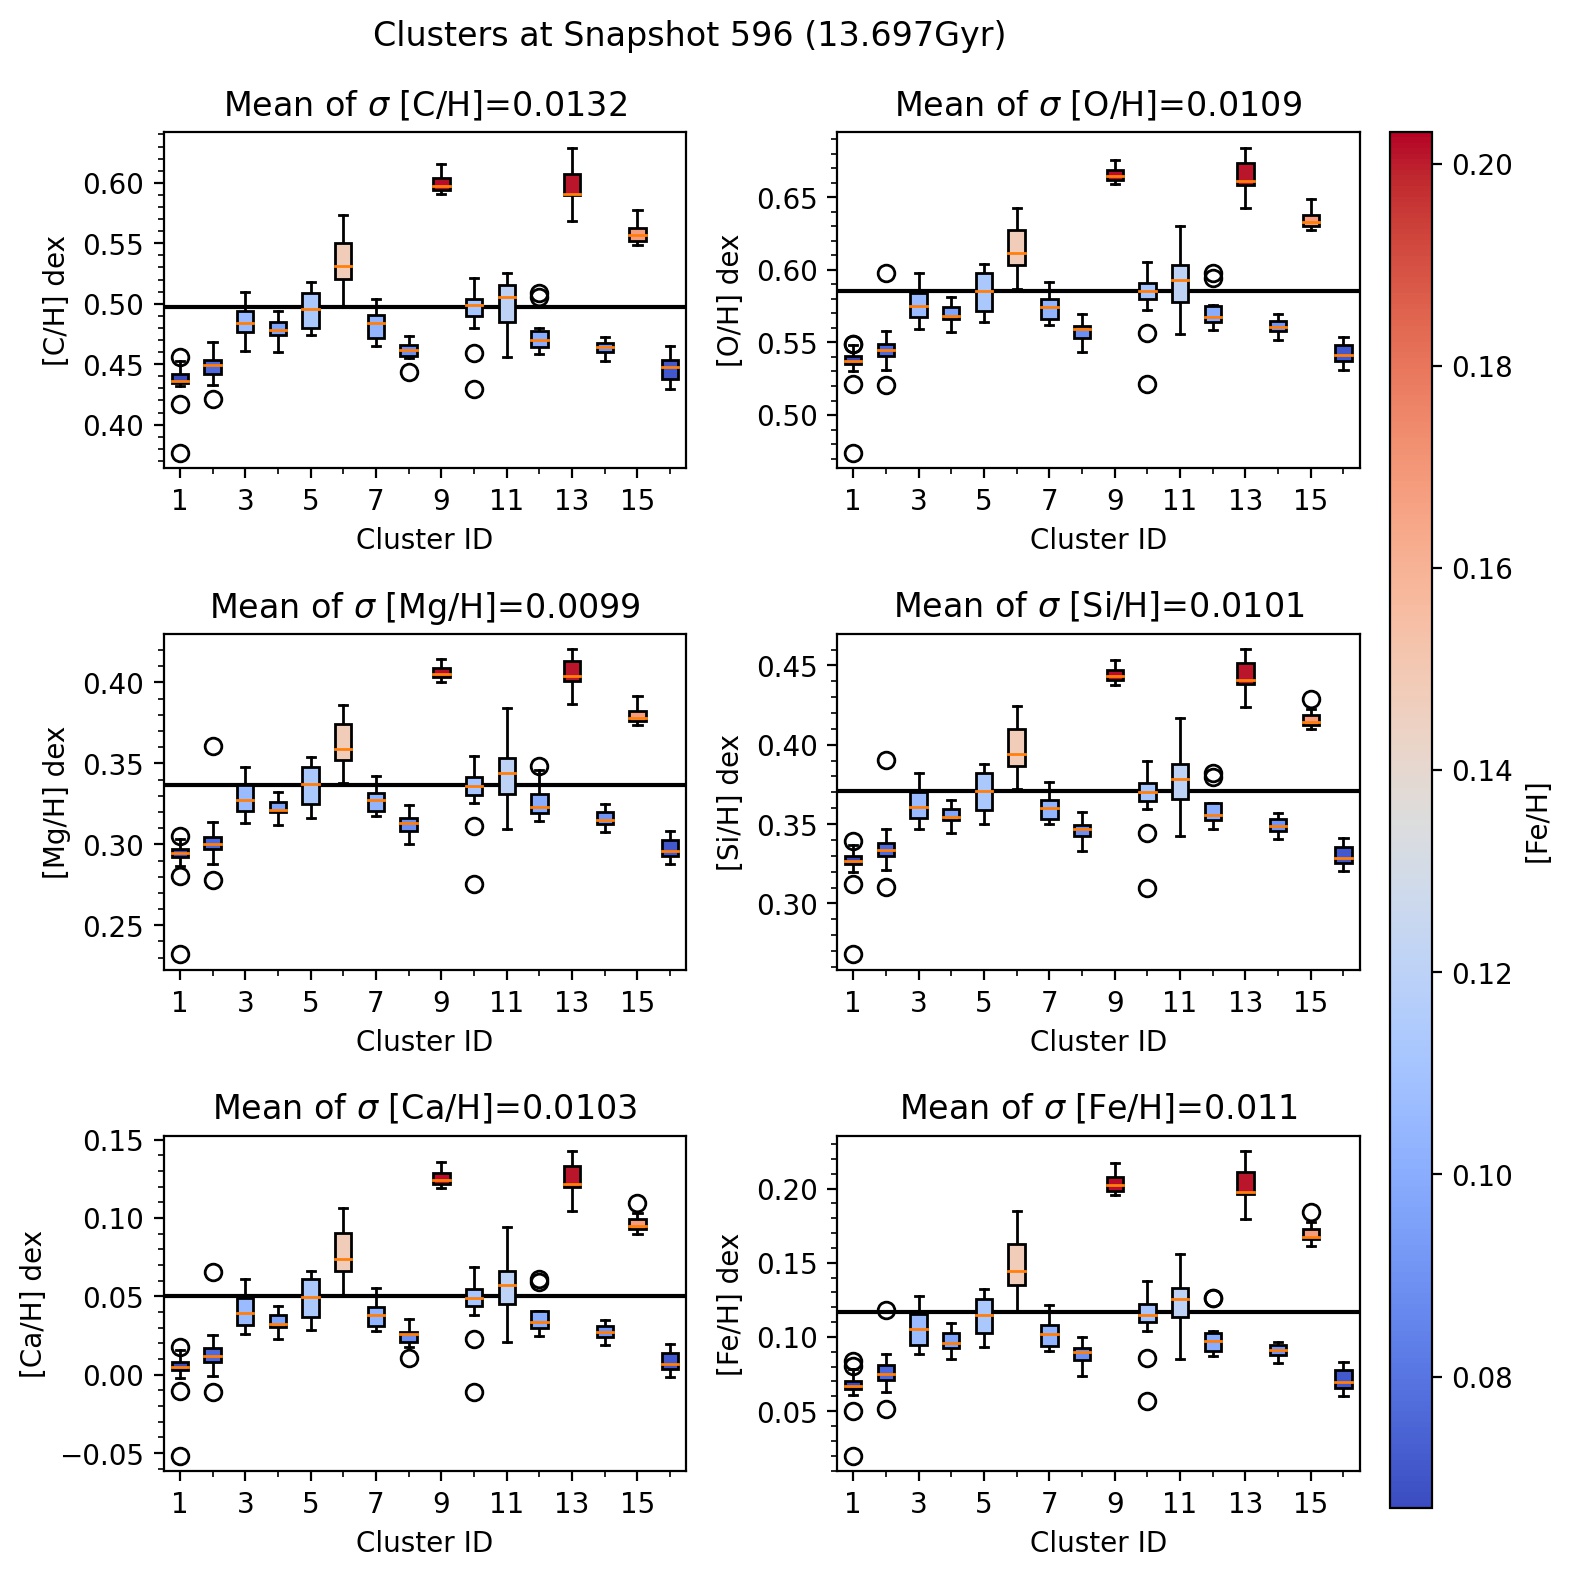 Clusters at Snapshot 596 (13.697Gyr)
Mean of σ [C/H]=0.0132
[C/H] dex
0.60
0.55
0.50
0.45
0.40
1 3 5 7 9 11 13 15
Cluster ID
Mean of σ [O/H]=0.0109
[O/H] dex
0.65
0.60
0.55
0.50
1 3 5 7 9 11 13 15
Cluster ID
Mean of σ [Mg/H]=0.0099
[Mg/H] dex
0.40
0.35
0.30
0.25
1 3 5 7 9 11 13 15
Cluster ID
Mean of σ [Si/H]=0.0101
[Si/H] dex
0.45
0.40
0.35
0.30
1 3 5 7 9 11 13 15
Cluster ID
Mean of σ [Ca/H]=0.0103
[Ca/H] dex
0.15
0.10
0.05
0.00
−0.05
1 3 5 7 9 11 13 15
Cluster ID
Mean of σ [Fe/H]=0.011
[Fe/H] dex
0.20
0.15
0.10
0.05
1 3 5 7 9 11 13 15
Cluster ID
0.20
0.18
0.16
0.14
0.12
0.10
0.08
[Fe/H]